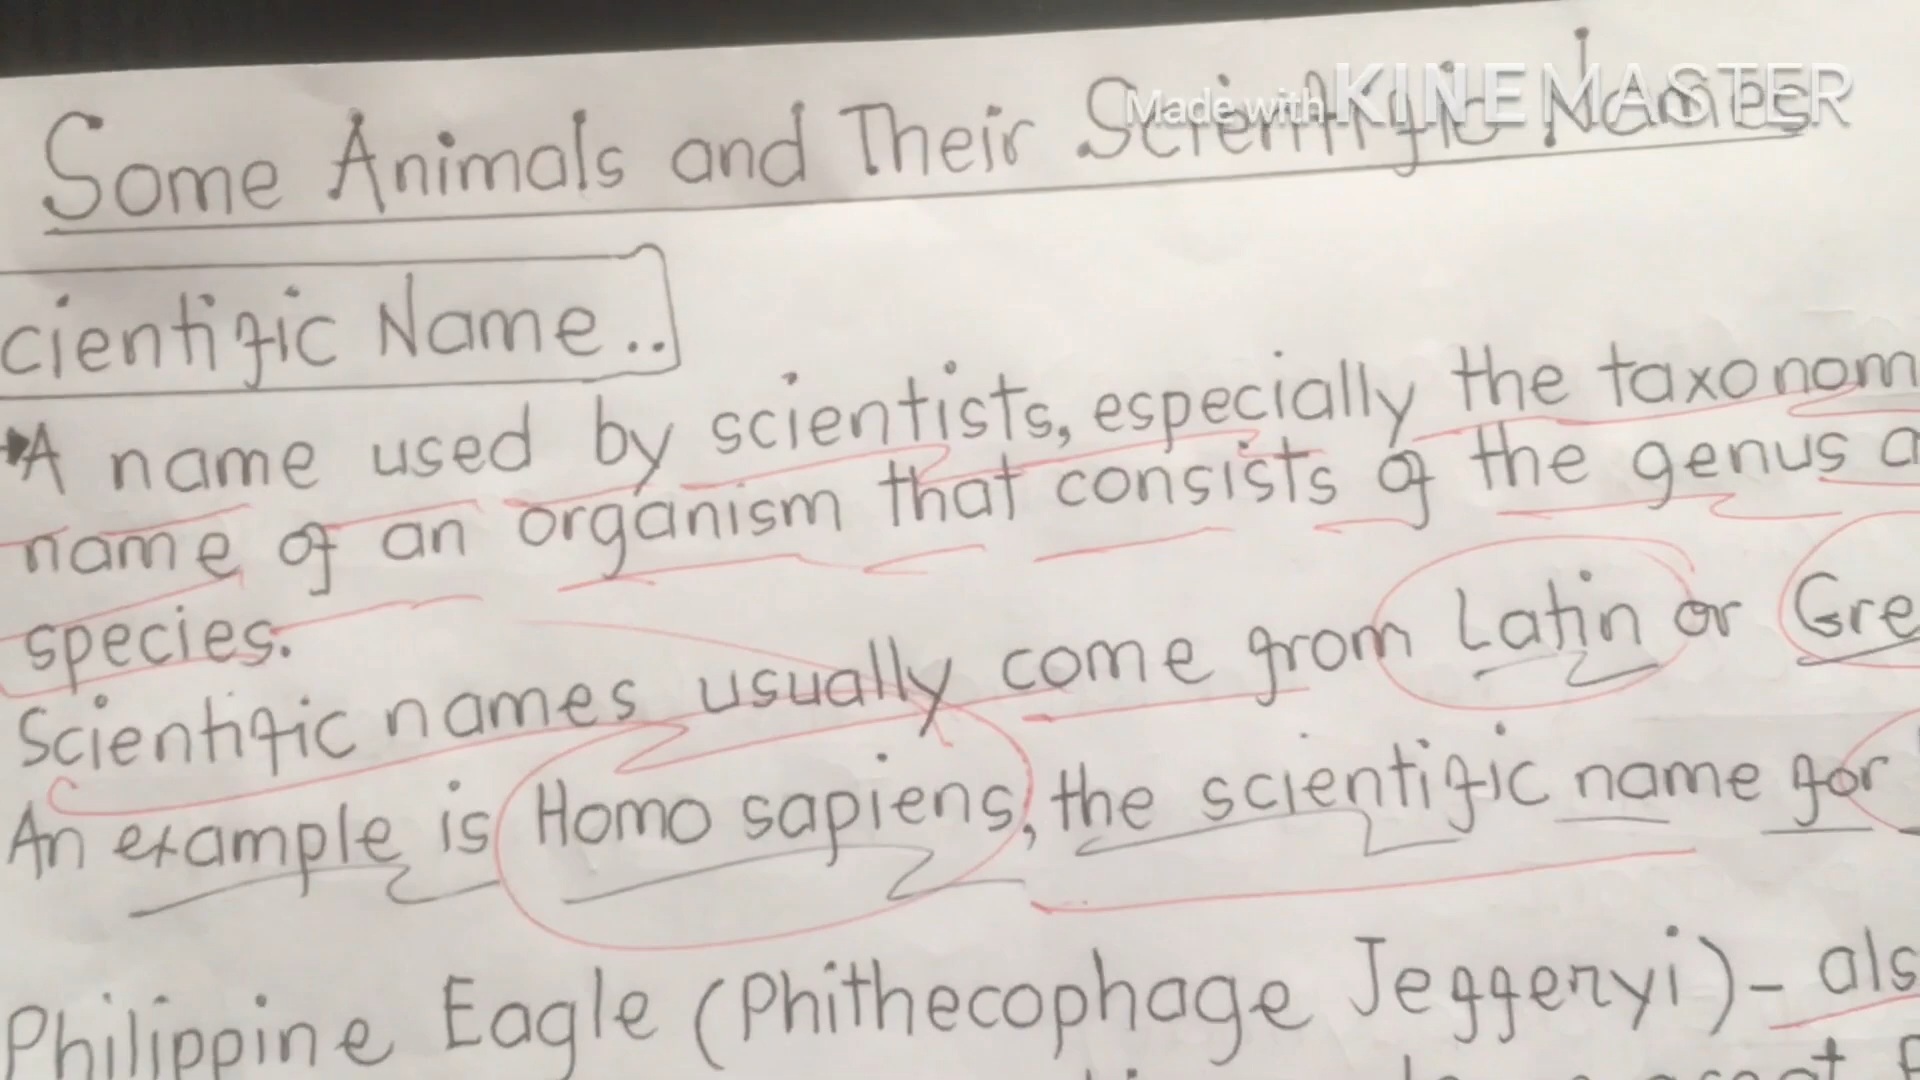 Some Animals and Their Scientific Names
Made with KINEMASTER
cientific Name..
A name used by scientists, especially the taxonom
name of an organism that consists of the genus a
species.
Scientific names usually come from Latin or Gre
An example is Homo sapiens, the scientific name for
Philippine Eagle (Phithecophage Jefferyi) - als